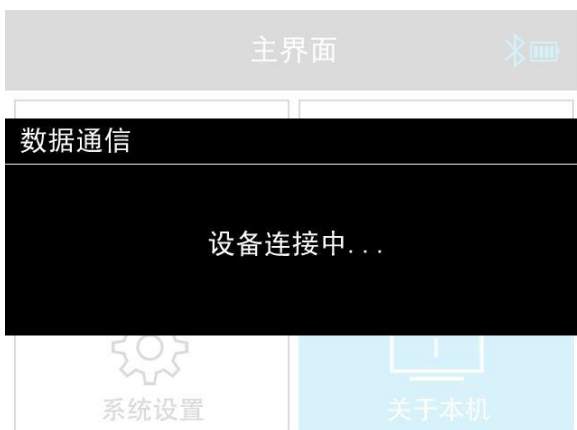 主界面
数据通信
设备连接中...
系统设置
关于本机